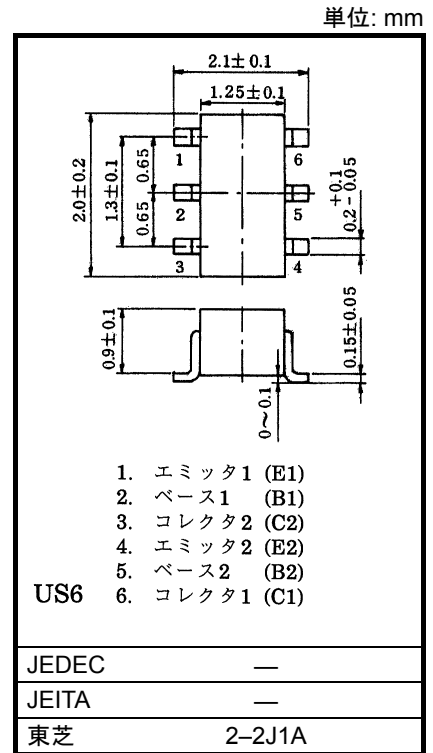 単位: mm
2.1±0.1
1.25±0.1
2.0±0.2
1.3±0.1
0.65
0.65
1
2
3
6
5
4
+0.1
0.2-0.05
0.9±0.1
0.15±0.05
0~0.1
1. エミッタ1 (E1)
2. ベース1 (B1)
3. コレクタ2 (C2)
4. エミッタ2 (E2)
5. ベース2 (B2)
US6 6. コレクタ1 (C1)
JEDEC —
JEITA —
東芝 2–2J1A